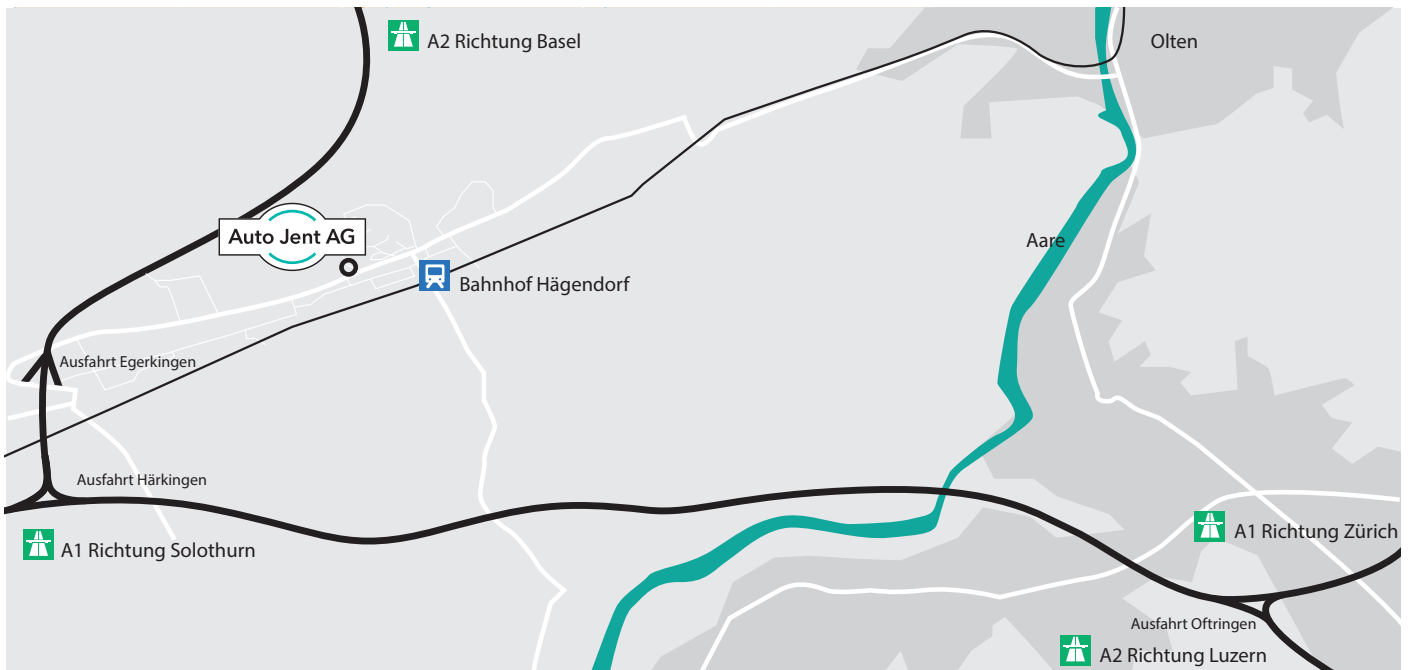 A2 Richtung Basel
Olten
Auto Jent AG
Aare
Bahnhof Hägendorf
Ausfahrt Egerkingen
Ausfahrt Härkingen
A1 Richtung Solothurn
A1 Richtung Zürich
Ausfahrt Oftringen
A2 Richtung Luzern